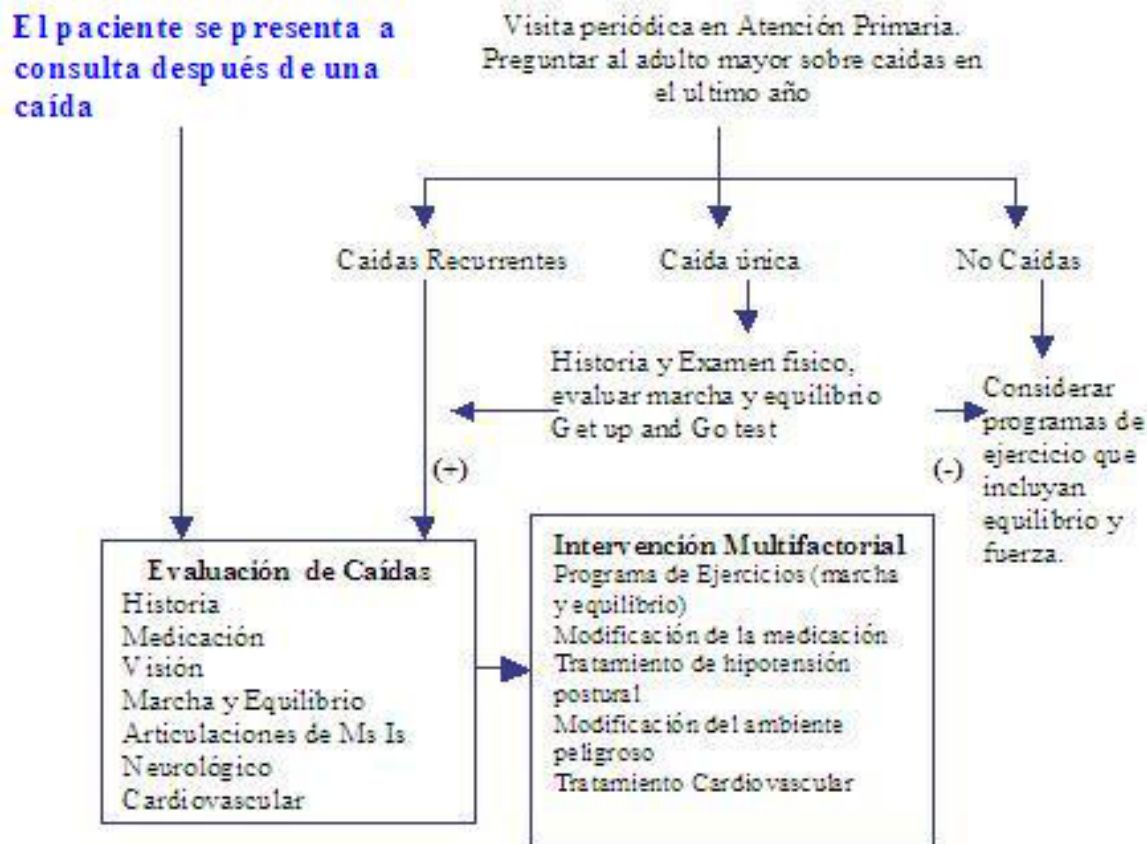 El paciente se presenta a
consulta después de una
caída
Visita periódica en Atención Primaria.
Preguntar al adulto mayor sobre caidas en
el ultimo año
Caidas Recurrentes
Caida única
No Caidas
Historia y Examen fisico,
evaluar marcha y equilibrio
Get up and Go test
(+)
(-)
Considerar
programas de
ejercicio que
incluyan
equilibrio y
fuerza.
Evaluación de Caídas
Historia
Medicación
Visión
Marcha y Equilibrio
Articulaciones de Ms Is
Neurológico
Cardiovascular
Intervención Multifactorial
Programa de Ejercicios (marcha
y equilibrio)
Modificación de la medicación
Tratamiento de hipotensión
postural
Modificación del ambiente
peligroso
Tratamiento Cardiovascular